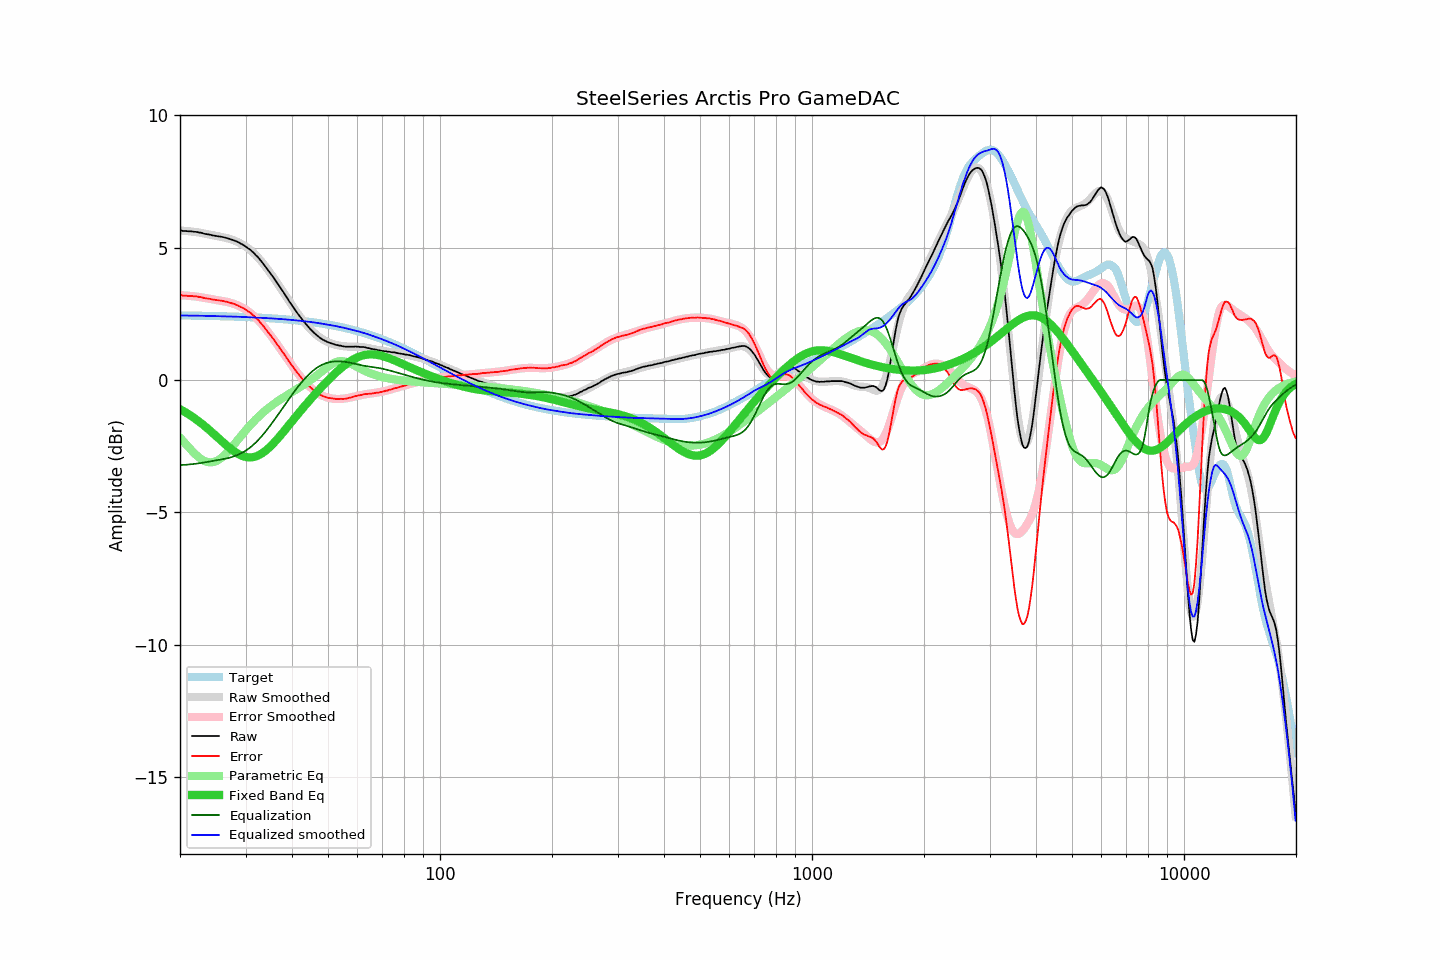 SteelSeries Arctis Pro GameDAC
10
5
0
−5
−10
−15
Amplitude (dBr)
Target
Raw Smoothed
Error Smoothed
Raw
Error
Parametric Eq
Fixed Band Eq
Equalization
Equalized smoothed
100
1000
10000
Frequency (Hz)